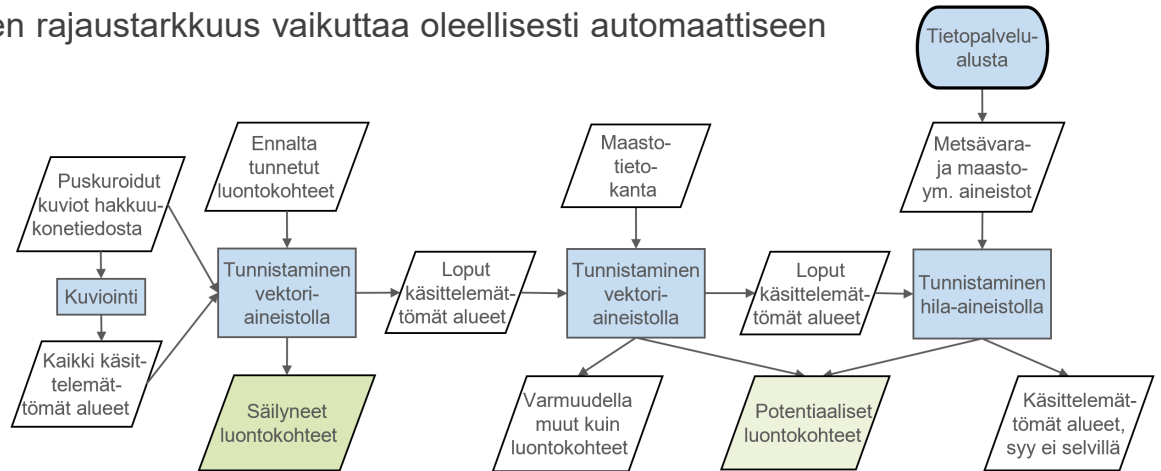 en rajaustarkkuus vaikuttaa oleellisesti automaattiseen
Tietopalvelu-
alusta
Puskuroidut
kuviot hakkuu-
konetiedosta
Ennalta
tunnetut
luontokohteet
Maasto-
tieto-
kanta
Metsävara-
ja maasto-
ym. aineistot
Kuviointi
Tunnistaminen
vektori-
aineistolla
Loput
käsittelemät-
tömät alueet
Tunnistaminen
vektori-
aineistolla
Loput
käsittelemät-
tömät alueet
Tunnistaminen
hila-aineistolla
Kaikki käsit-
telemät-
tömät alueet
Säilyneet
luontokohteet
Varmuudella
muut kuin
luontokohteet
Potentiaaliset
luontokohteet
Käsittelemät-
tömät alueet,
syy ei selvillä